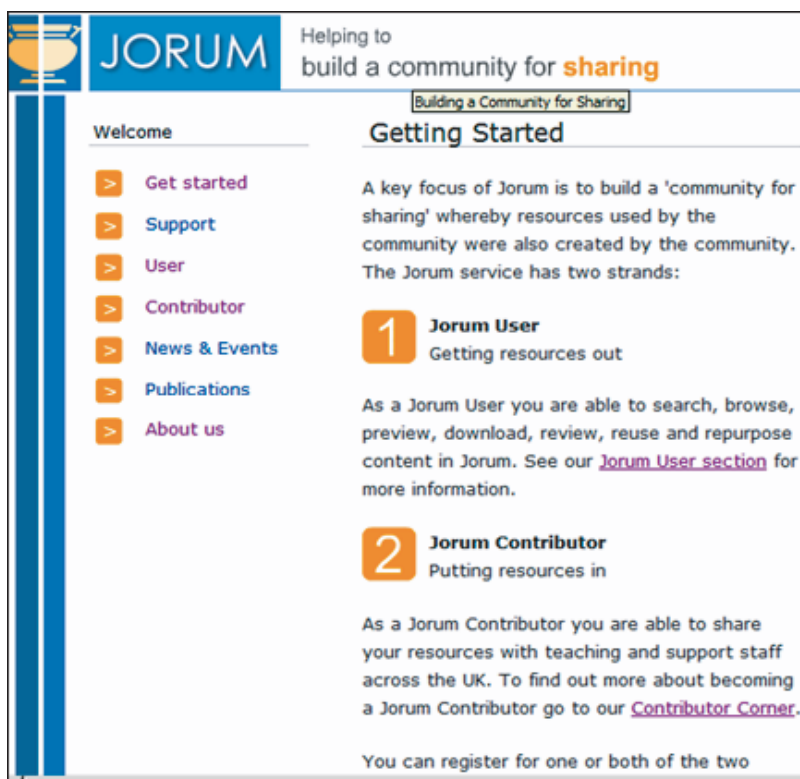 JORUM
Helping to
build a community for sharing
Building a Community for Sharing
Welcome
> Get started
> Support
> User
> Contributor
> News & Events
> Publications
> About us
Getting Started
A key focus of Jorum is to build a 'community for
sharing' whereby resources used by the
community were also created by the community.
The Jorum service has two strands:
1 Jorum User
Getting resources out
As a Jorum User you are able to search, browse,
preview, download, review, reuse and repurpose
content in Jorum. See our Jorum User section for
more information.
2 Jorum Contributor
Putting resources in
As a Jorum Contributor you are able to share
your resources with teaching and support staff
across the UK. To find out more about becoming
a Jorum Contributor go to our Contributor Corner.
You can register for one or both of the two